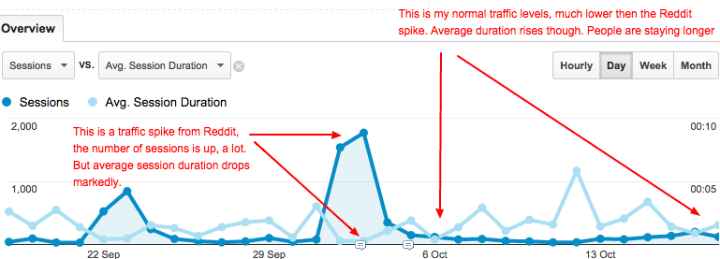 This is my normal traffic levels, much lower then the Reddit
spike. Average duration rises though. People are staying longer
Overview
Sessions VS. Avg. Session Duration
Hourly Day Week Month
Sessions Avg. Session Duration
2,000 00:10
This is a traffic spike from Reddit,
the number of sessions is up, a lot.
But average session duration drops
markedly.
1,000 00:05
22 Sep 29 Sep 6 Oct 13 Oct